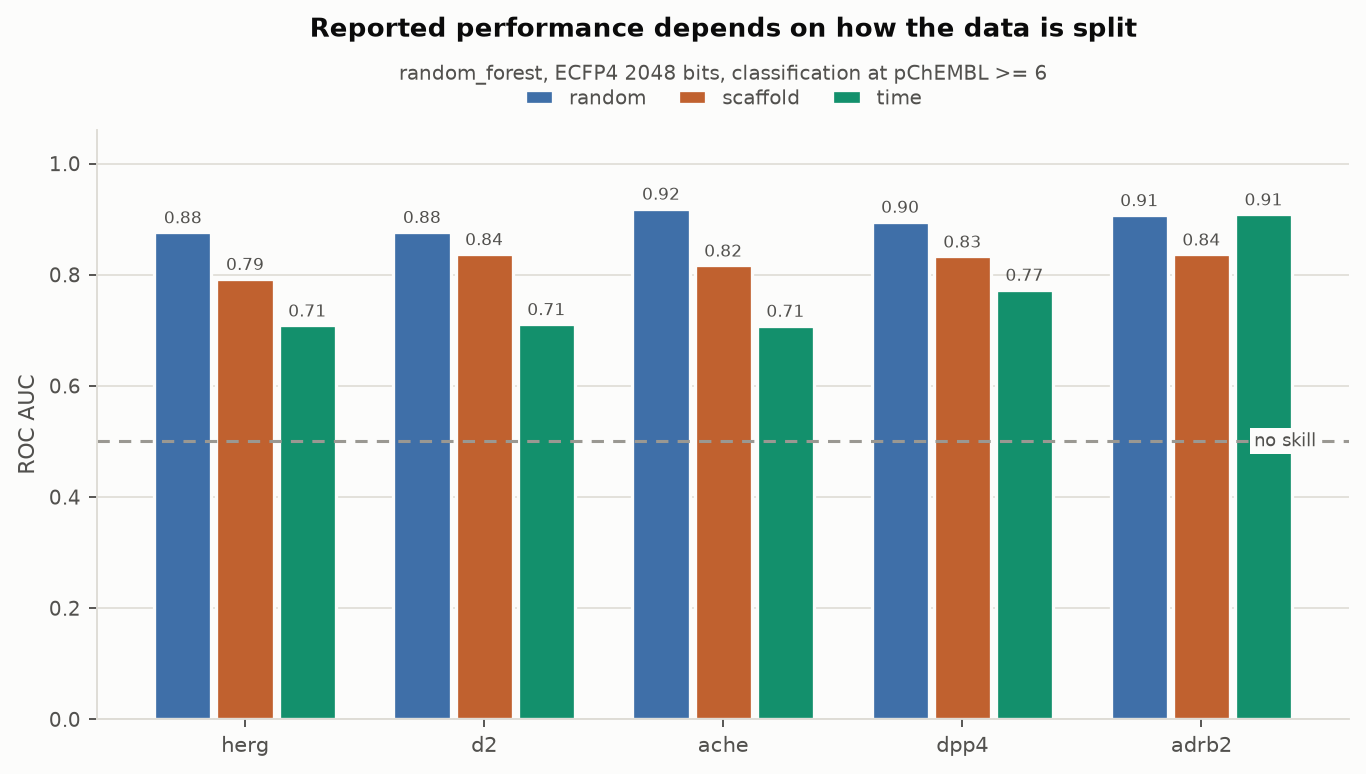 Reported performance depends on how the data is split
random_forest, ECFP4 2048 bits, classification at pChEMBL >= 6
random scaffold time
ROC AUC
1.0
0.8
0.6
0.4
0.2
0.0
0.88 0.79 0.71
0.88 0.84 0.71
0.92 0.82 0.71
0.90 0.83 0.77
0.91 0.84 0.91
no skill
herg d2 ache dpp4 adrb2